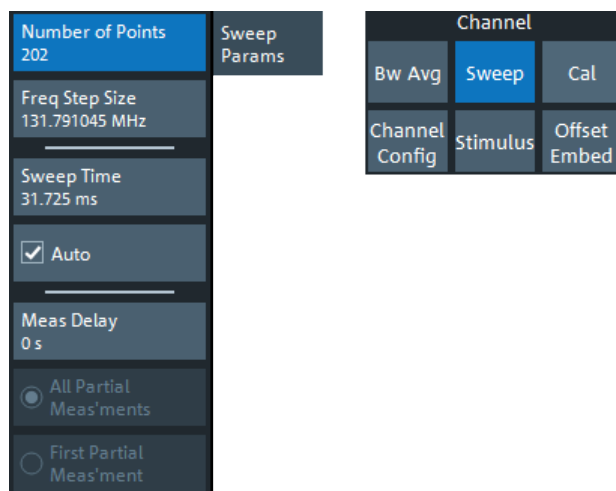 Number of Points
202
Freq Step Size
131.791045 MHz
Sweep Time
31.725 ms
Auto
Meas Delay
0 s
All Partial
Meas'ments
First Partial
Meas'ment
Sweep
Params
Channel
Bw Avg
Sweep
Cal
Channel
Config
Stimulus
Offset
Embed